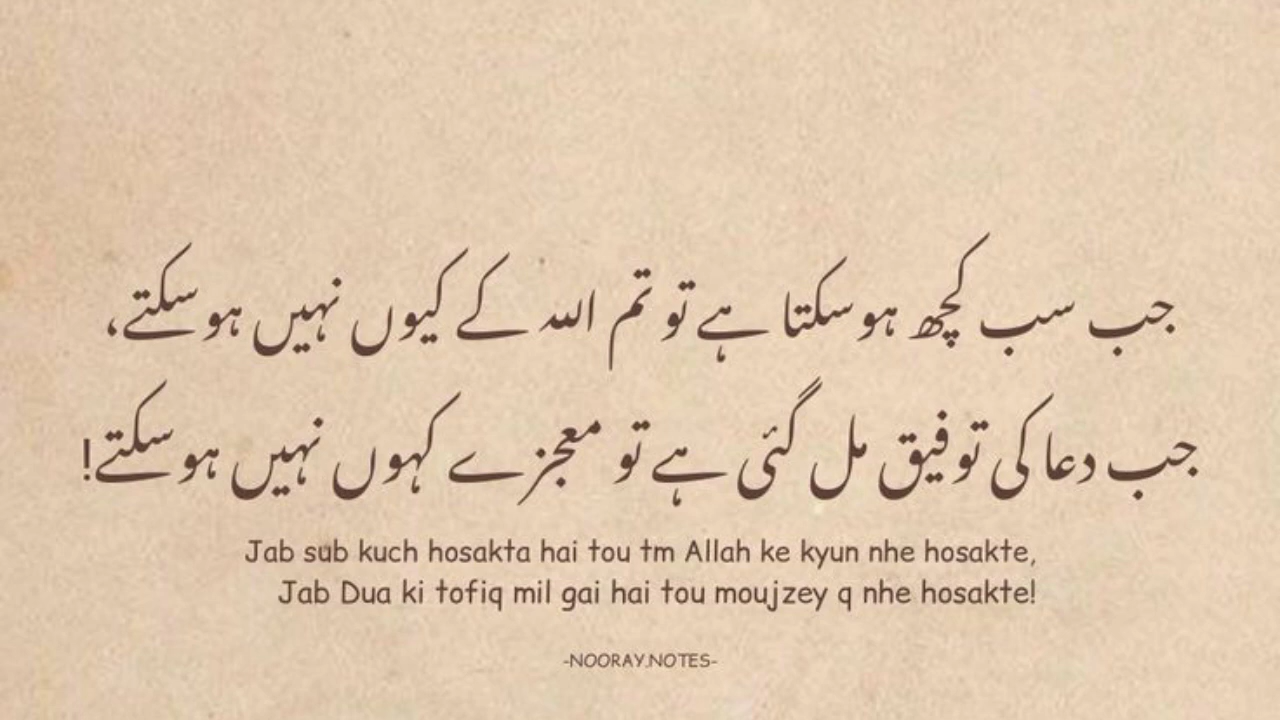 جب سب کچھ ہو سکتا ہے تو تم اللہ کے کیوں نہیں ہو سکتے،
جب دعا کی توفیق مل گئی ہے تو معجزے کہوں نہیں ہو سکتے!
Jab sub kuch hosakta hai tou tm Allah ke kyun nhe hosakte,
Jab Dua ki tofiq mil gai hai tou moujzey q nhe hosakte!
-NOORAY.NOTES-